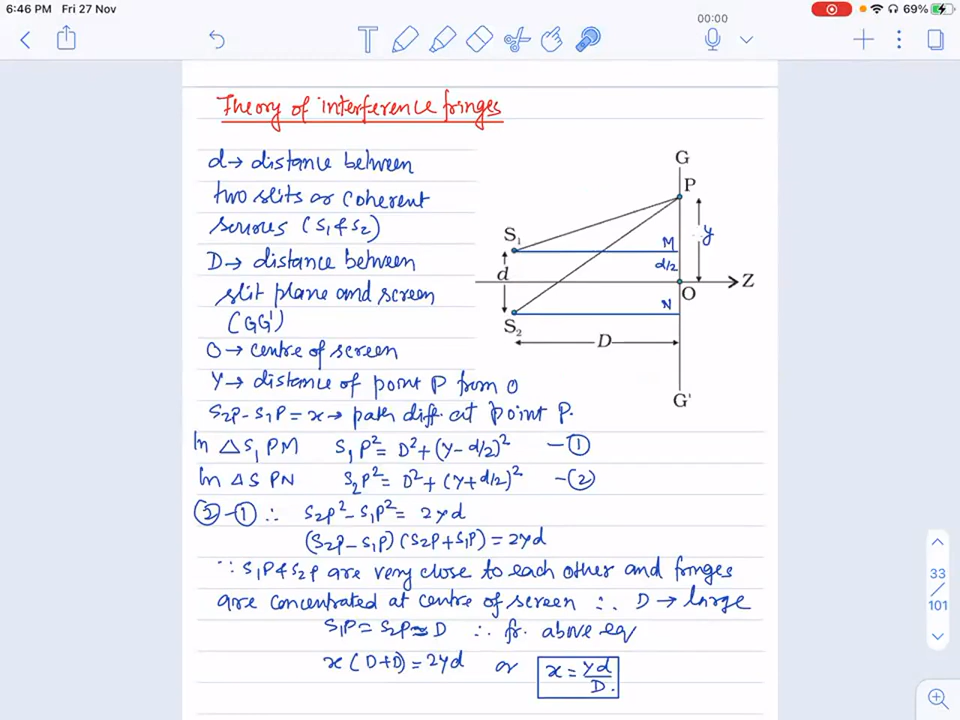 6:46 PM Fri 27 Nov
69%
00:00
Theory of interference fringes
d→ distance between
two slits or coherent
sources (S1 & S2)
D→ distance between
slit plane and screen
(GG')
O→ centre of screen
Y→ distance of point P from O
S2P-S1P = x→ path diff. at point P.
In △S1PM S1P² = D²+(Y-d/2)² -①
In △S PN S2P² = D²+(Y+d/2)² -②
②-① ∴ S2P²-S1P² = 2Yd
(S2P-S1P)(S2P+S1P) = 2Yd
∵ S1P & S2P are very close to each other and fringes
are concentrated at centre of screen ∴ D→ large
S1P = S2P ≃ D ∴ fr. above eq
x(D+D) = 2Yd or x = Yd/D.
G
P
S1
M
y
d
d/2
O
Z
N
S2
D
G'
33
/
101